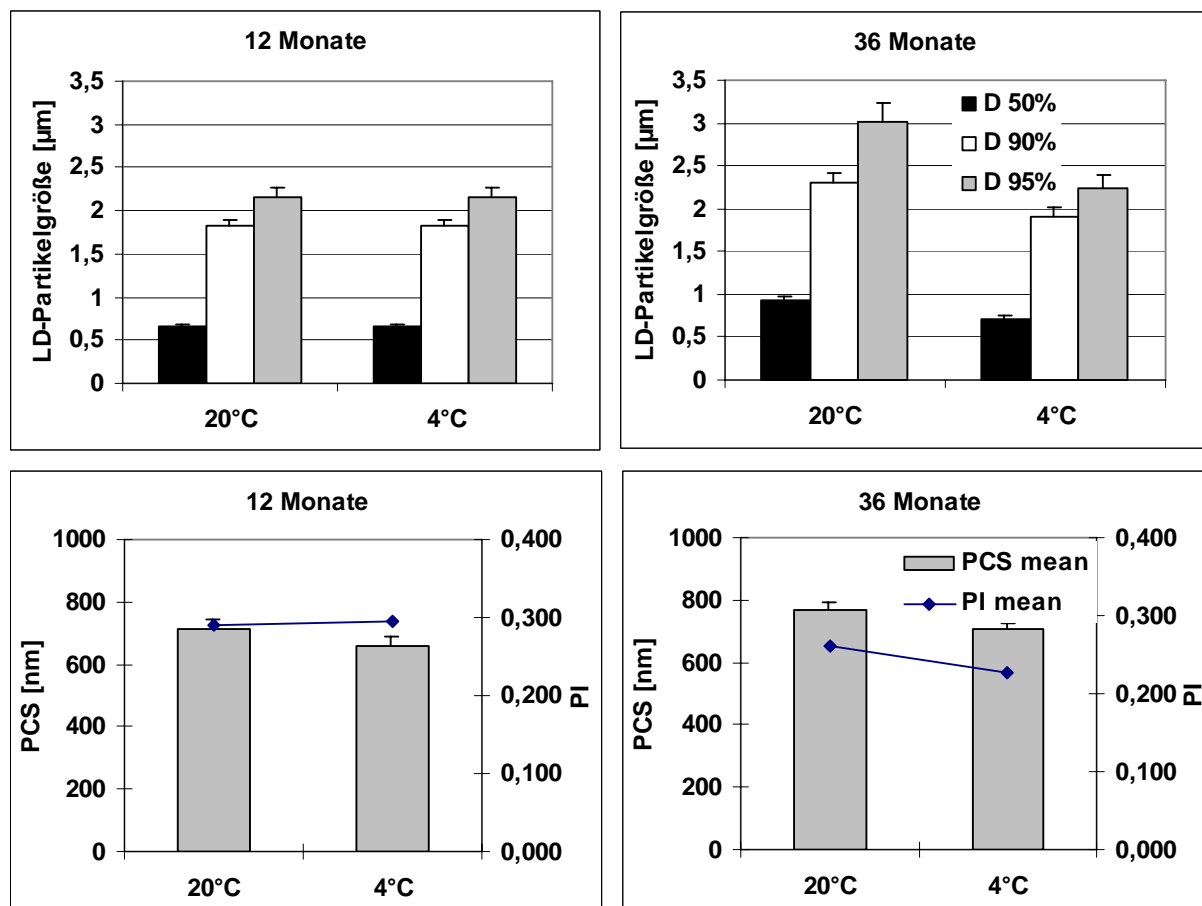 12 Monate
LD-Partikelgröße [µm]
3,5
3
2,5
2
1,5
1
0,5
0
20°C 4°C
36 Monate
LD-Partikelgröße [µm]
3,5
3
2,5
2
1,5
1
0,5
0
D 50%
D 90%
D 95%
20°C 4°C
12 Monate
PCS [nm]
1000
800
600
400
200
0
0,400
0,300
0,200
0,100
0,000
PI
20°C 4°C
36 Monate
PCS [nm]
1000
800
600
400
200
0
PCS mean
PI mean
0,400
0,300
0,200
0,100
0,000
PI
20°C 4°C